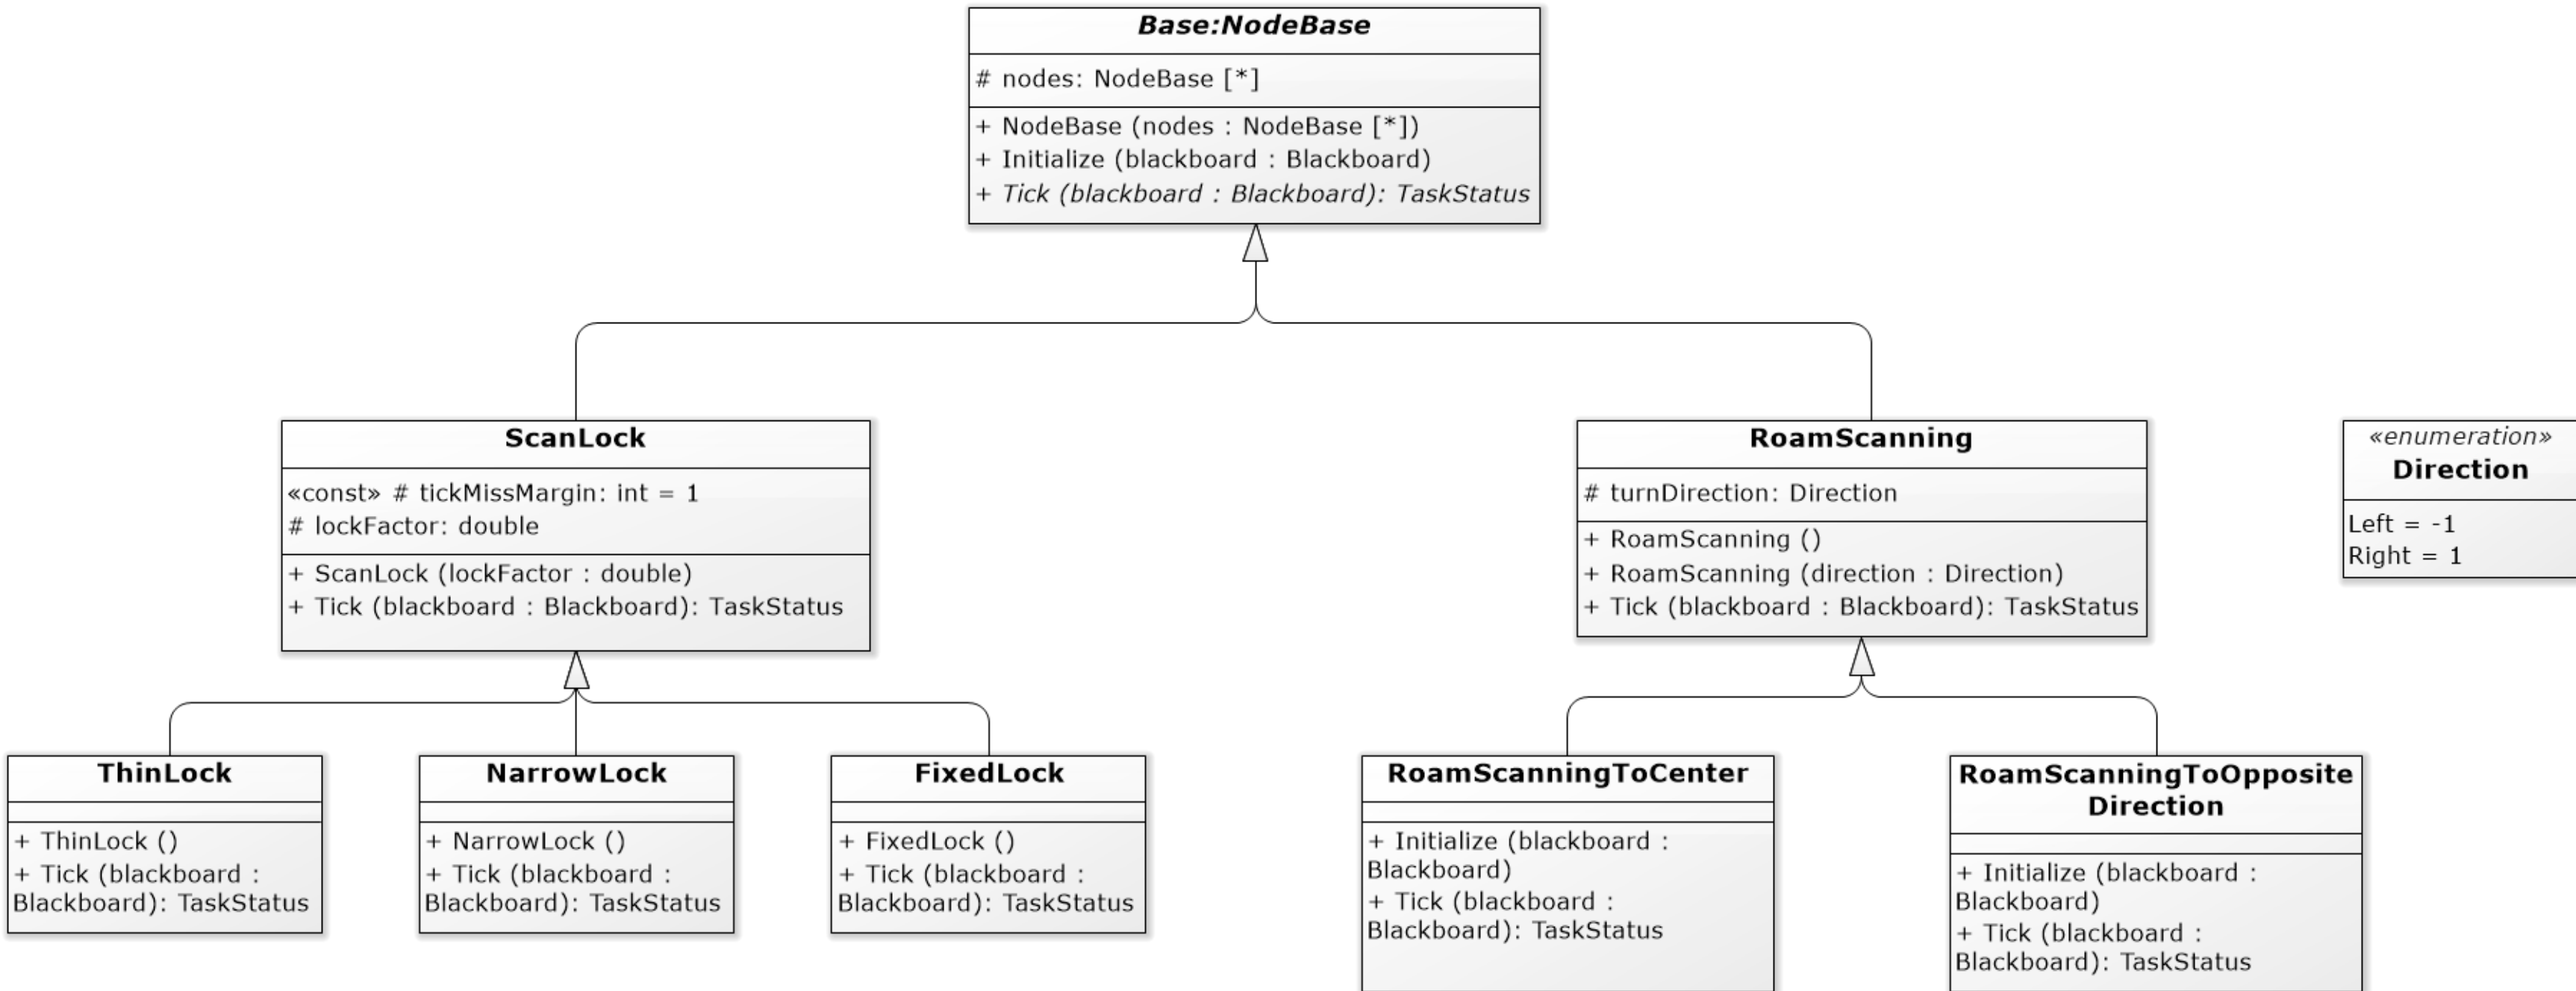 Base:NodeBase
# nodes: NodeBase [*]
+ NodeBase (nodes : NodeBase [*])
+ Initialize (blackboard : Blackboard)
+ Tick (blackboard : Blackboard): TaskStatus
ScanLock
«const» # tickMissMargin: int = 1
# lockFactor: double
+ ScanLock (lockFactor : double)
+ Tick (blackboard : Blackboard): TaskStatus
RoamScanning
# turnDirection: Direction
+ RoamScanning ()
+ RoamScanning (direction : Direction)
+ Tick (blackboard : Blackboard): TaskStatus
«enumeration»
Direction
Left = -1
Right = 1
ThinLock
+ ThinLock ()
+ Tick (blackboard :
Blackboard): TaskStatus
NarrowLock
+ NarrowLock ()
+ Tick (blackboard :
Blackboard): TaskStatus
FixedLock
+ FixedLock ()
+ Tick (blackboard :
Blackboard): TaskStatus
RoamScanningToCenter
+ Initialize (blackboard :
Blackboard)
+ Tick (blackboard :
Blackboard): TaskStatus
RoamScanningToOpposite
Direction
+ Initialize (blackboard :
Blackboard)
+ Tick (blackboard :
Blackboard): TaskStatus